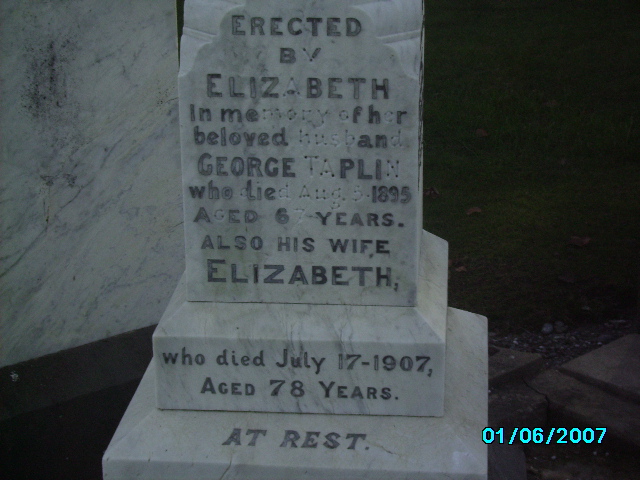 ERECTED
BY
ELIZABETH
In memory of her
beloved husband
GEORGE TAPLIN
who died Aug. 1895
AGED YEARS.
ALSO HIS WIFE
ELIZABETH,
who died July 17-1907,
AGED 78 YEARS.
AT REST.
01/06/2007